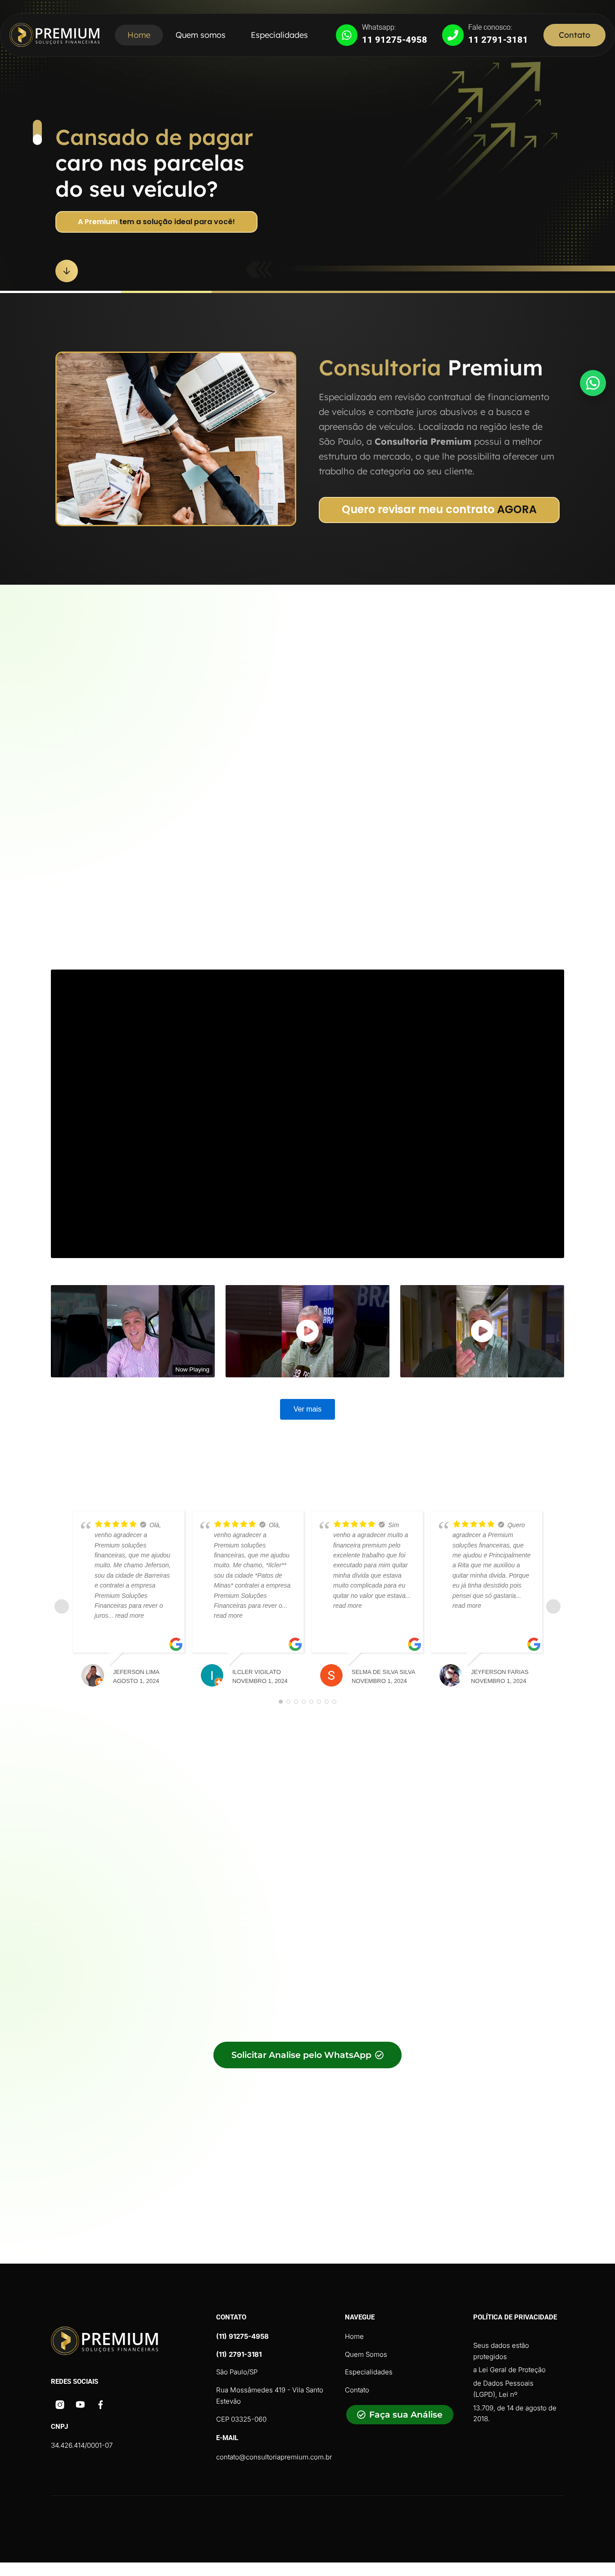 PREMIUM
SOLUÇÕES FINANCEIRAS
Home
Quem somos
Especialidades
Whatsapp:
11 91275-4958
Fale conosco:
11 2791-3181
Contato
Cansado de pagar
caro nas parcelas
do seu veículo?
A Premium tem a solução ideal para você!
Consultoria Premium
Especializada em revisão contratual de financiamento
de veículos e combate juros abusivos e a busca e
apreensão de veículos. Localizada na região leste de
São Paulo, a Consultoria Premium possui a melhor
estrutura do mercado, o que lhe possibilita oferecer um
trabalho de categoria ao seu cliente.
Quero revisar meu contrato AGORA
Now Playing
Ver mais
Olá,
venho agradecer a
Premium soluções
financeiras, que me ajudou
muito. Me chamo Jeferson,
sou da cidade de Barreiras
e contratei a empresa
Premium Soluções
Financeiras para rever o
juros... read more
JEFERSON LIMA
AGOSTO 1, 2024
Olá,
venho agradecer a
Premium soluções
financeiras, que me ajudou
muito. Me chamo, *Ilcler**
sou da cidade *Patos de
Minas* contratei a empresa
Premium Soluções
Financeiras para rever o...
read more
ILCLER VIGILATO
NOVEMBRO 1, 2024
Sim
venho a agradecer muito a
financeira premium pelo
excelente trabalho que foi
executado para mim quitar
minha dívida que estava
muito complicada para eu
quitar no valor que estava...
read more
SELMA DE SILVA SILVA
NOVEMBRO 1, 2024
Quero
agradecer a Premium
soluções financeiras, que
me ajudou e Principalmente
a Rita que me auxiliou a
quitar minha divida. Porque
eu já tinha desistido pois
pensei que só gastaria...
read more
JEYFERSON FARIAS
NOVEMBRO 1, 2024
Solicitar Analise pelo WhatsApp
PREMIUM
SOLUÇÕES FINANCEIRAS
REDES SOCIAIS
CNPJ
34.426.414/0001-07
CONTATO
(11) 91275-4958
(11) 2791-3181
São Paulo/SP
Rua Mossâmedes 419 - Vila Santo
Estevão
CEP 03325-060
E-MAIL
contato@consultoriapremium.com.br
NAVEGUE
Home
Quem Somos
Especialidades
Contato
Faça sua Análise
POLÍTICA DE PRIVACIDADE
Seus dados estão
protegidos
a Lei Geral de Proteção
de Dados Pessoais
(LGPD), Lei nº
13.709, de 14 de agosto de
2018.